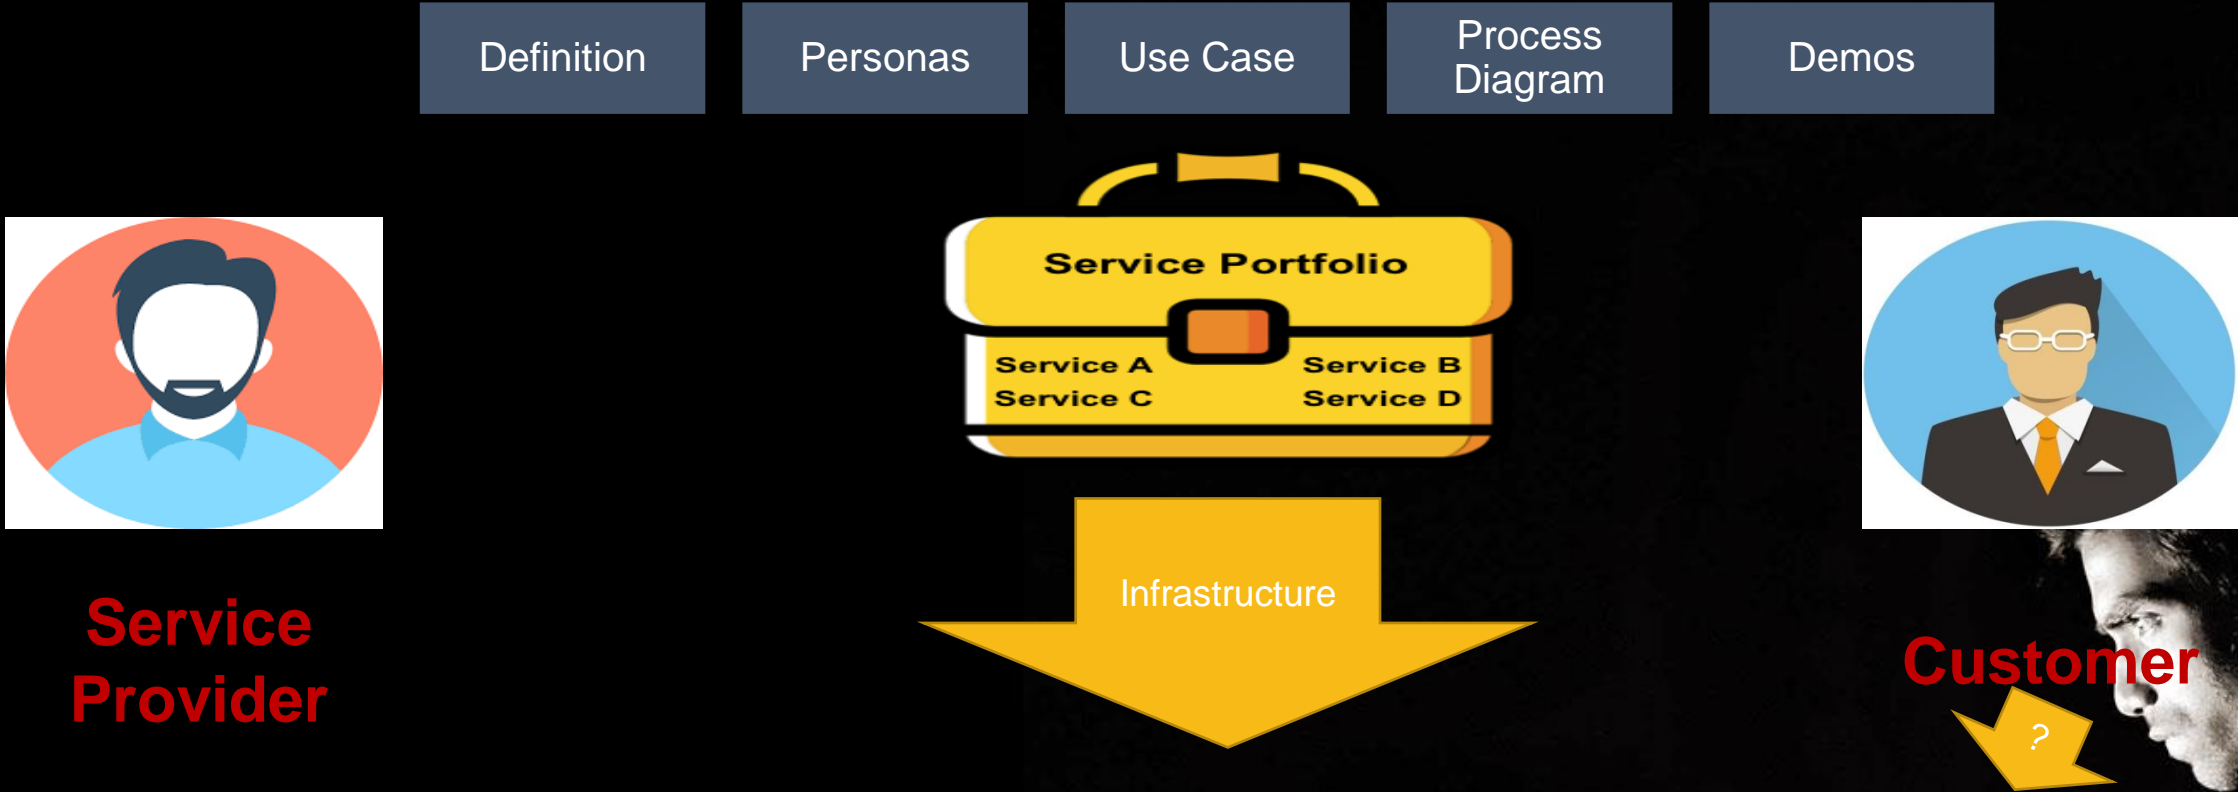 Definition
Personas
Use Case
Process
Diagram
Demos
Service Portfolio
Service A
Service B
Service C
Service D
Infrastructure
Service
Provider
Customer
?